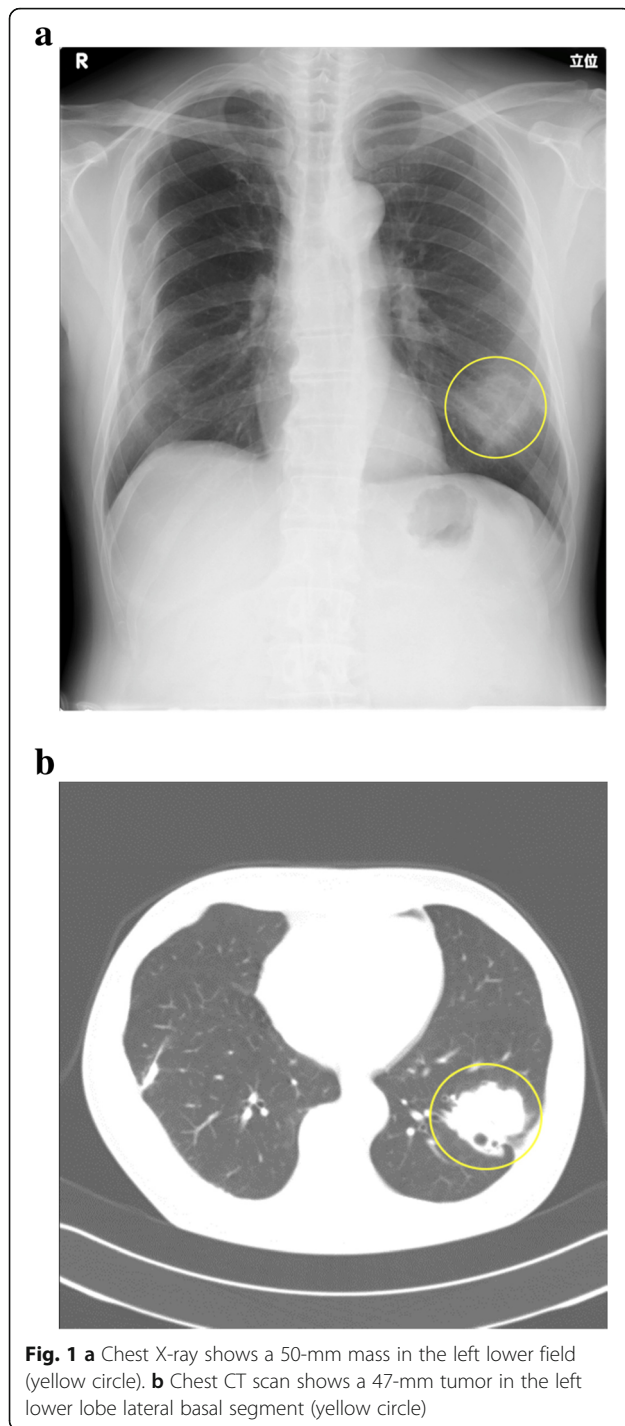 a
R
立位
b
Fig. 1 a Chest X-ray shows a 50-mm mass in the left lower field
(yellow circle). b Chest CT scan shows a 47-mm tumor in the left
lower lobe lateral basal segment (yellow circle)